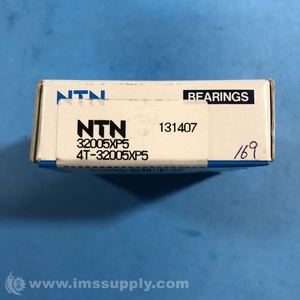 NTN
BEARINGS
NTN 131407
32005XP5
4T-32005XP5
169
© www.imssupply.com